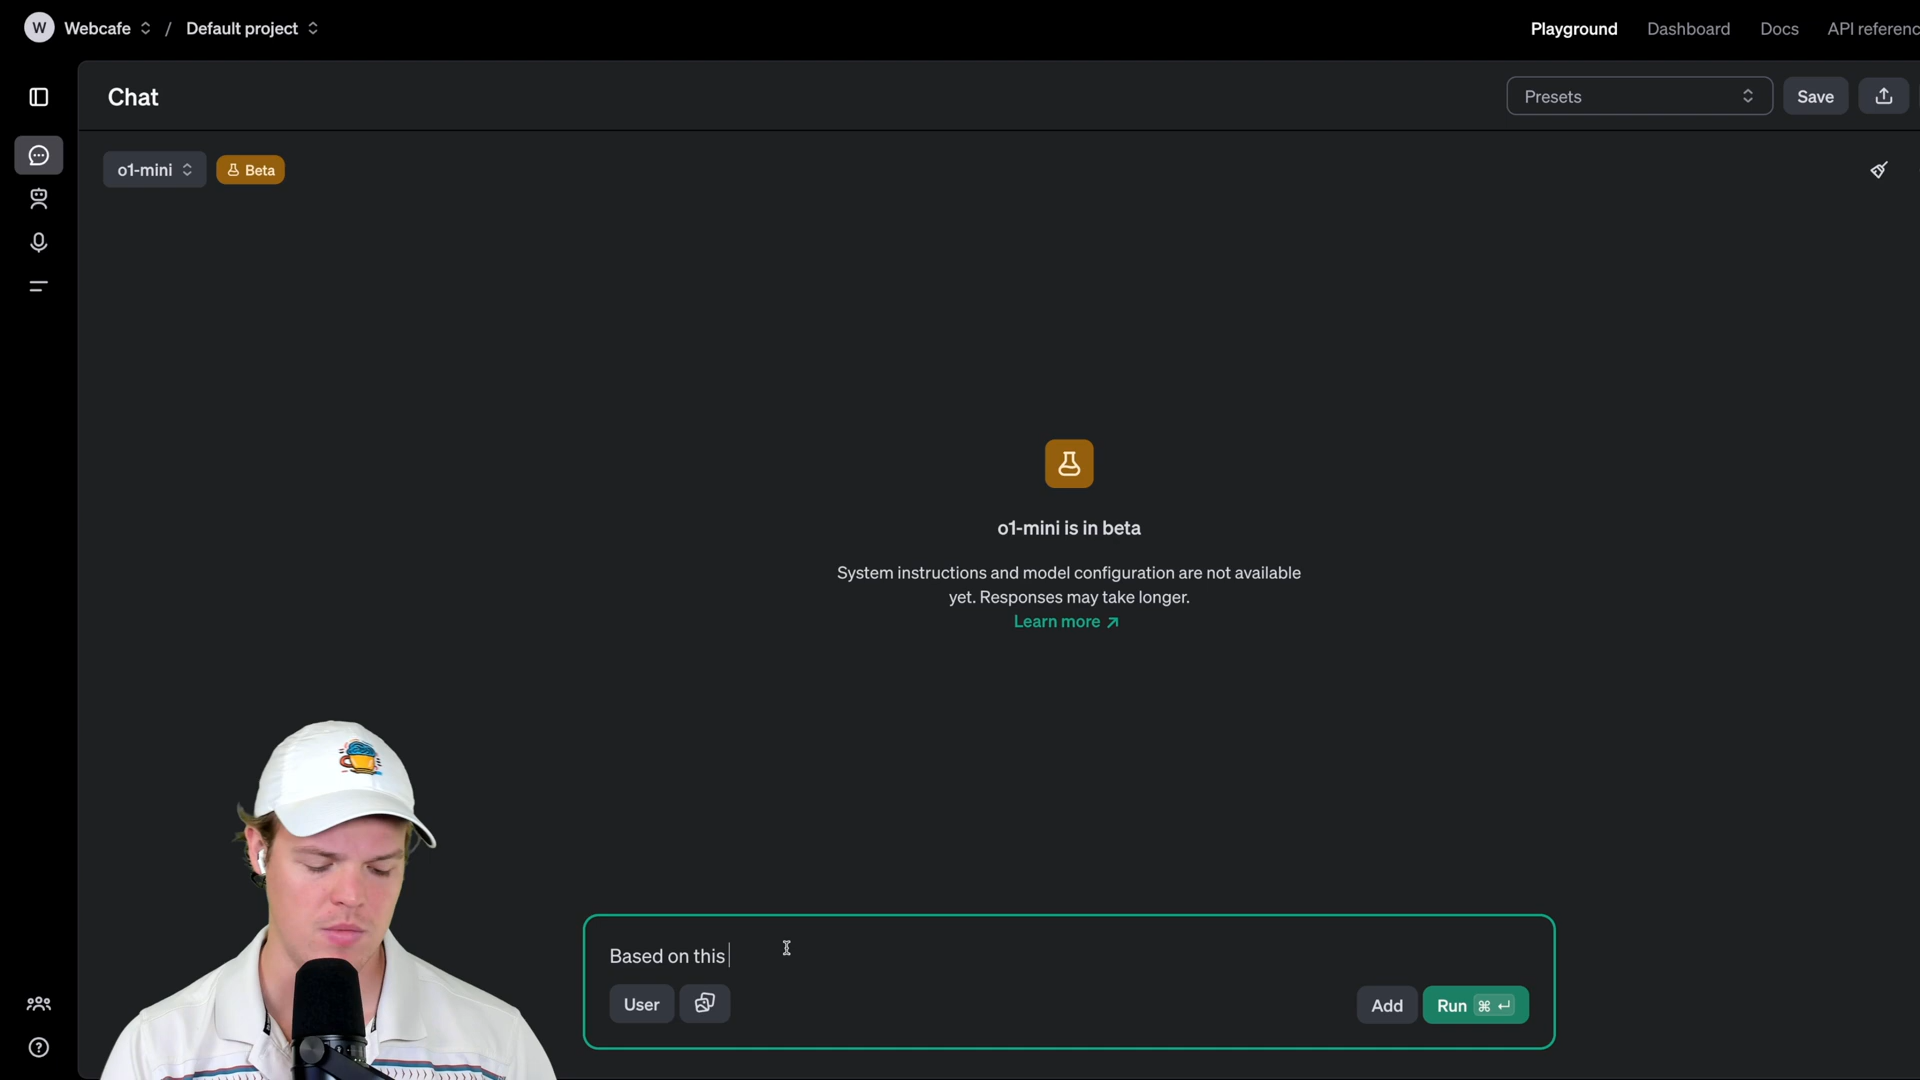 W Webcafe / Default project
Playground Dashboard Docs API referenc
Chat
Presets Save
o1-mini Beta
o1-mini is in beta
System instructions and model configuration are not available
yet. Responses may take longer.
Learn more ↗
Based on this
User Add Run ⌘ ↵